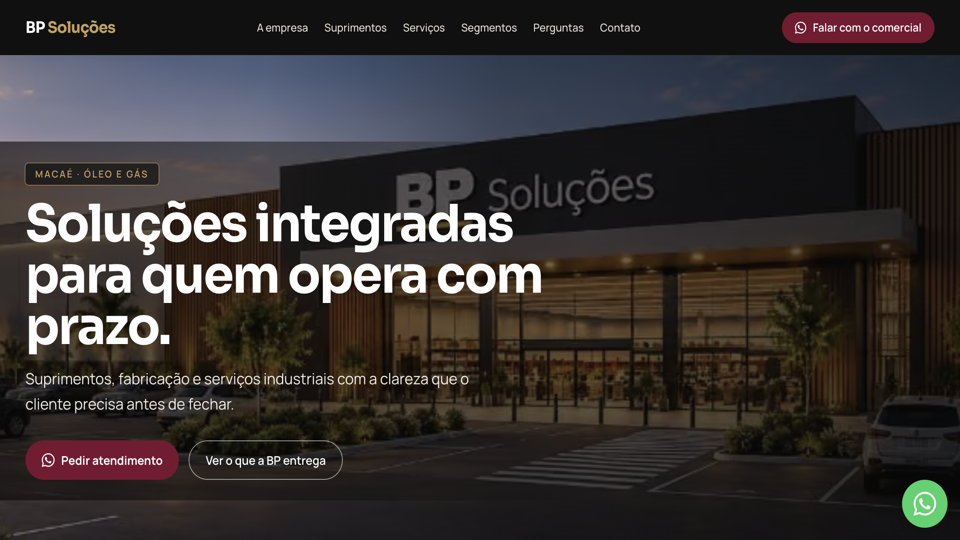 BP Soluções
A empresa
Suprimentos
Serviços
Segmentos
Perguntas
Contato
Falar com o comercial
BP Soluções
MACAÉ · ÓLEO E GÁS
Soluções integradas
para quem opera com
prazo.
Suprimentos, fabricação e serviços industriais com a clareza que o
cliente precisa antes de fechar.
Pedir atendimento
Ver o que a BP entrega